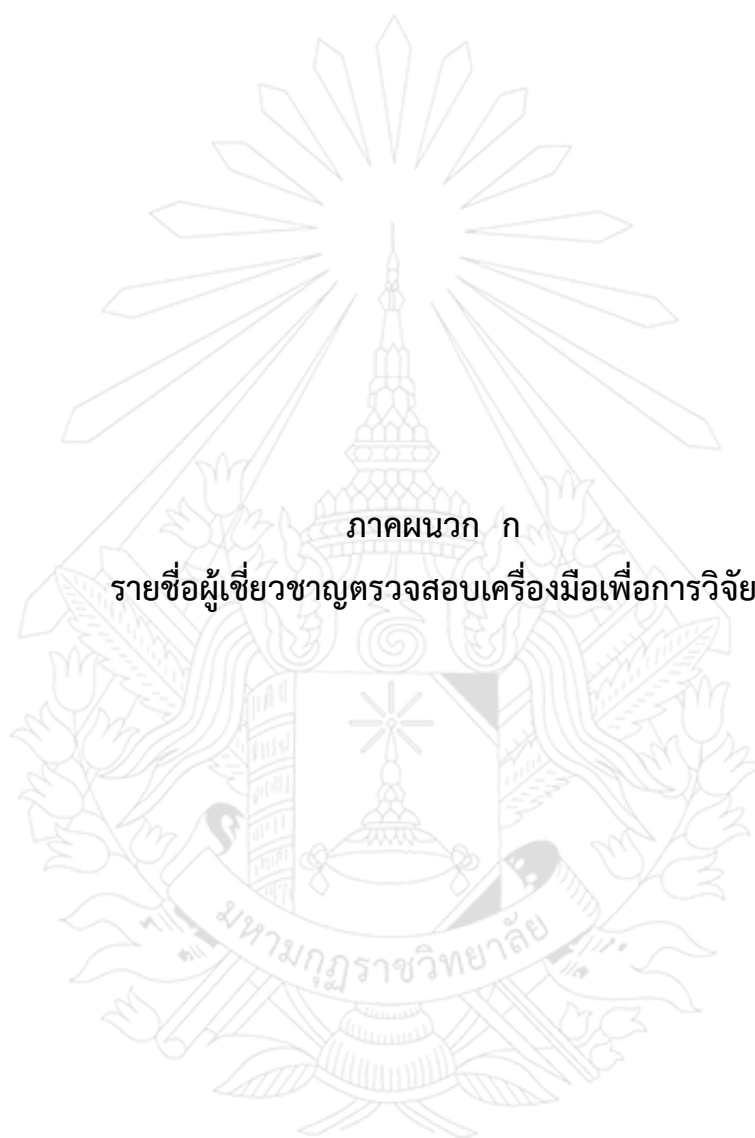 ภาคผนวก ก
รายชื่อผู้เชี่ยวชาญตรวจสอบเครื่องมือเพื่อการวิจัย
มหามกุฏราชวิทยาลัย